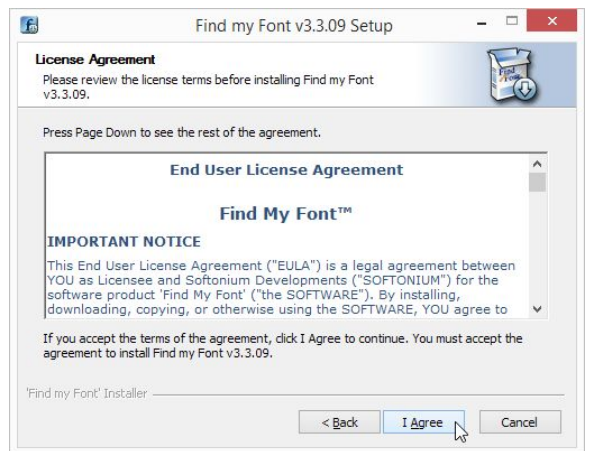 Find my Font v3.3.09 Setup
License Agreement
Please review the license terms before installing Find my Font
v3.3.09.
Find
Font
Press Page Down to see the rest of the agreement.
End User License Agreement
Find My Font™
IMPORTANT NOTICE
This End User License Agreement ("EULA") is a legal agreement between
YOU as Licensee and Softonium Developments ("SOFTONIUM") for the
software product 'Find My Font' ("the SOFTWARE"). By installing,
downloading, copying, or otherwise using the SOFTWARE, YOU agree to
If you accept the terms of the agreement, click I Agree to continue. You must accept the
agreement to install Find my Font v3.3.09.
'Find my Font' Installer
< Back
I Agree
Cancel